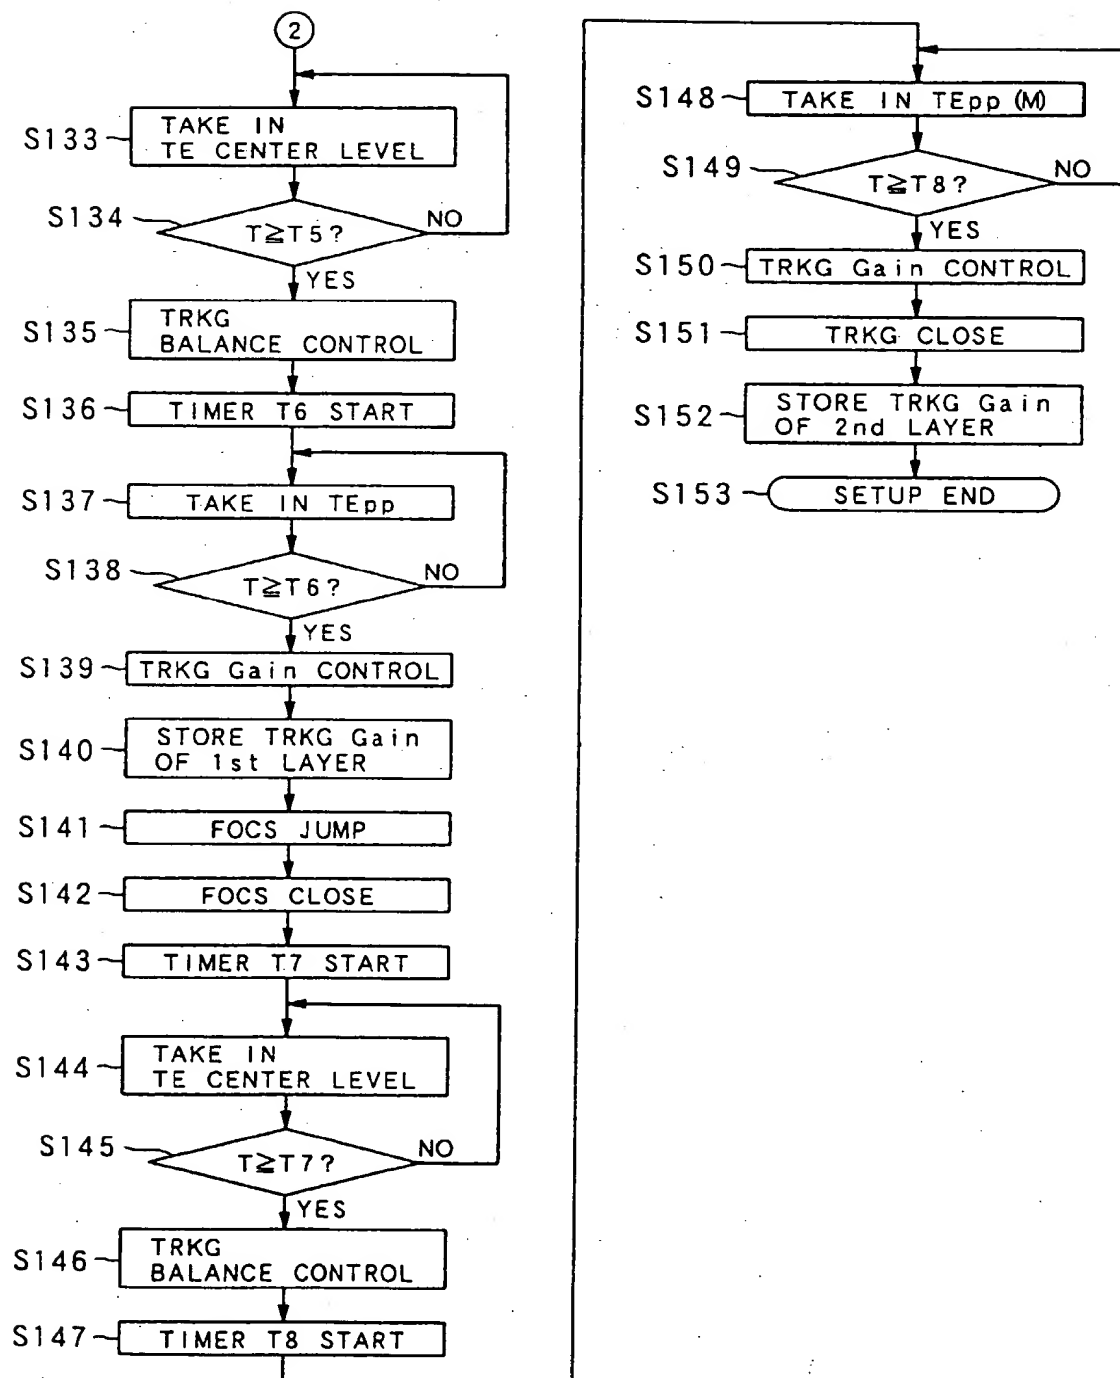 2
S133
TAKE IN
TE CENTER LEVEL
S134
T≧T5?
NO
YES
S135
TRKG
BALANCE CONTROL
S136
TIMER T6 START
S137
TAKE IN TEpp
S138
T≧T6?
NO
YES
S139
TRKG Gain CONTROL
S140
STORE TRKG Gain
OF 1st LAYER
S141
FOCS JUMP
S142
FOCS CLOSE
S143
TIMER T7 START
S144
TAKE IN
TE CENTER LEVEL
S145
T≧T7?
NO
YES
S146
TRKG
BALANCE CONTROL
S147
TIMER T8 START
S148
TAKE IN TEpp (M)
S149
T≧T8?
NO
YES
S150
TRKG Gain CONTROL
S151
TRKG CLOSE
S152
STORE TRKG Gain
OF 2nd LAYER
S153
SETUP END